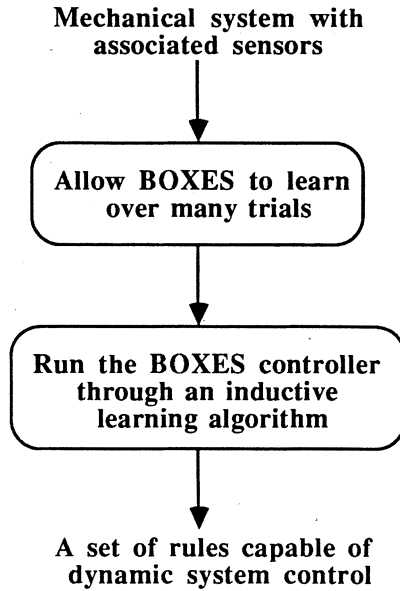 Mechanical system with
associated sensors
Allow BOXES to learn
over many trials
Run the BOXES controller
through an inductive
learning algorithm
A set of rules capable of
dynamic system control